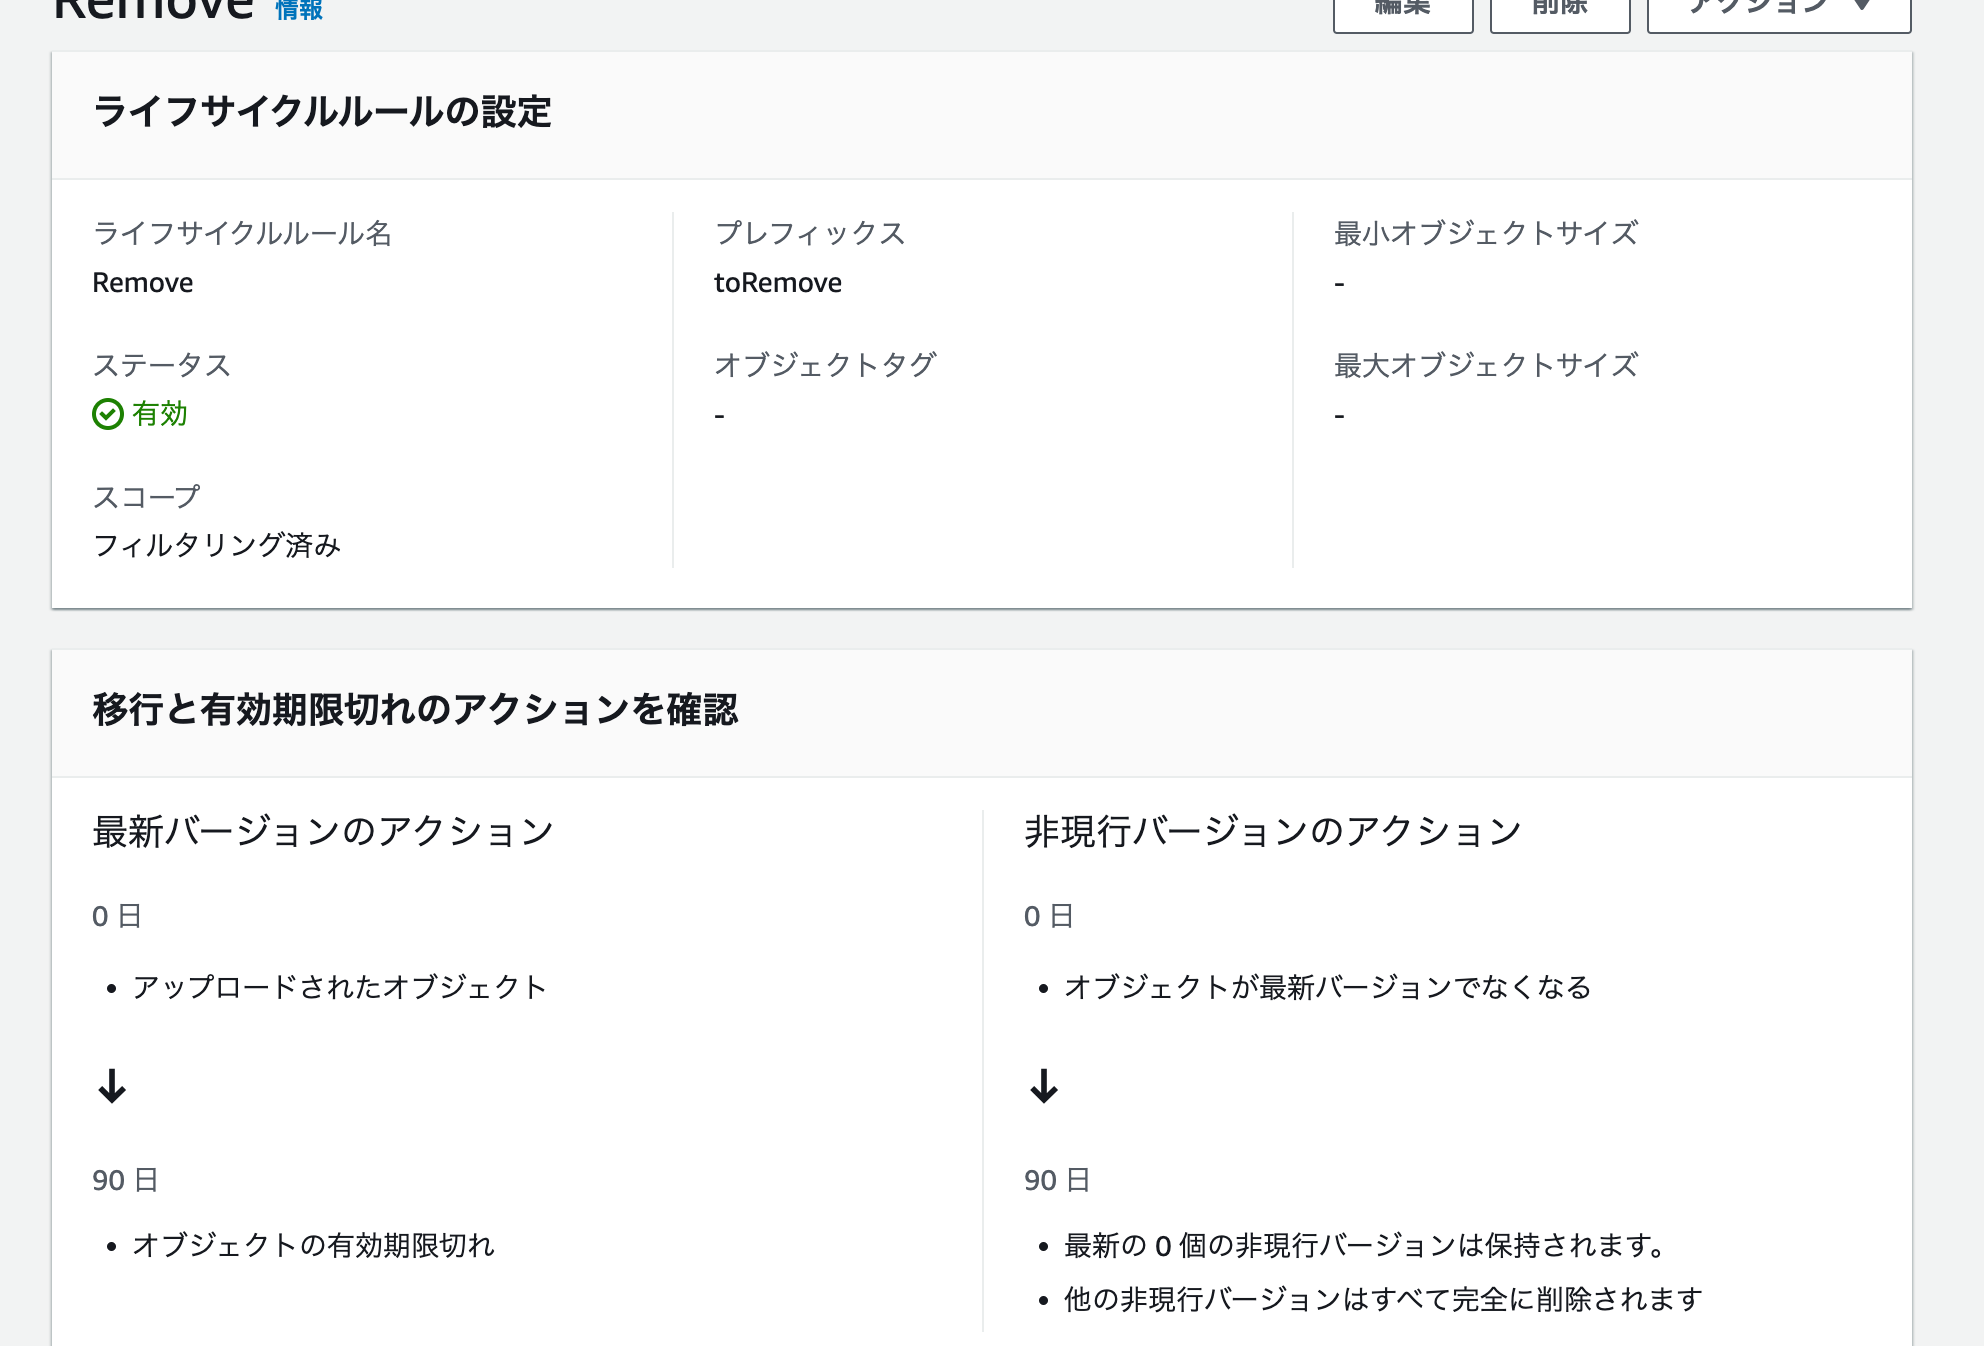 Remove 情報
編集 削除 アクション ▼
ライフサイクルルールの設定
ライフサイクルルール名
Remove
ステータス
有効
スコープ
フィルタリング済み
プレフィックス
toRemove
オブジェクトタグ
-
最小オブジェクトサイズ
-
最大オブジェクトサイズ
-
移行と有効期限切れのアクションを確認
最新バージョンのアクション
0 日
• アップロードされたオブジェクト
↓
90 日
• オブジェクトの有効期限切れ
非現行バージョンのアクション
0 日
• オブジェクトが最新バージョンでなくなる
↓
90 日
• 最新の 0 個の非現行バージョンは保持されます。
• 他の非現行バージョンはすべて完全に削除されます